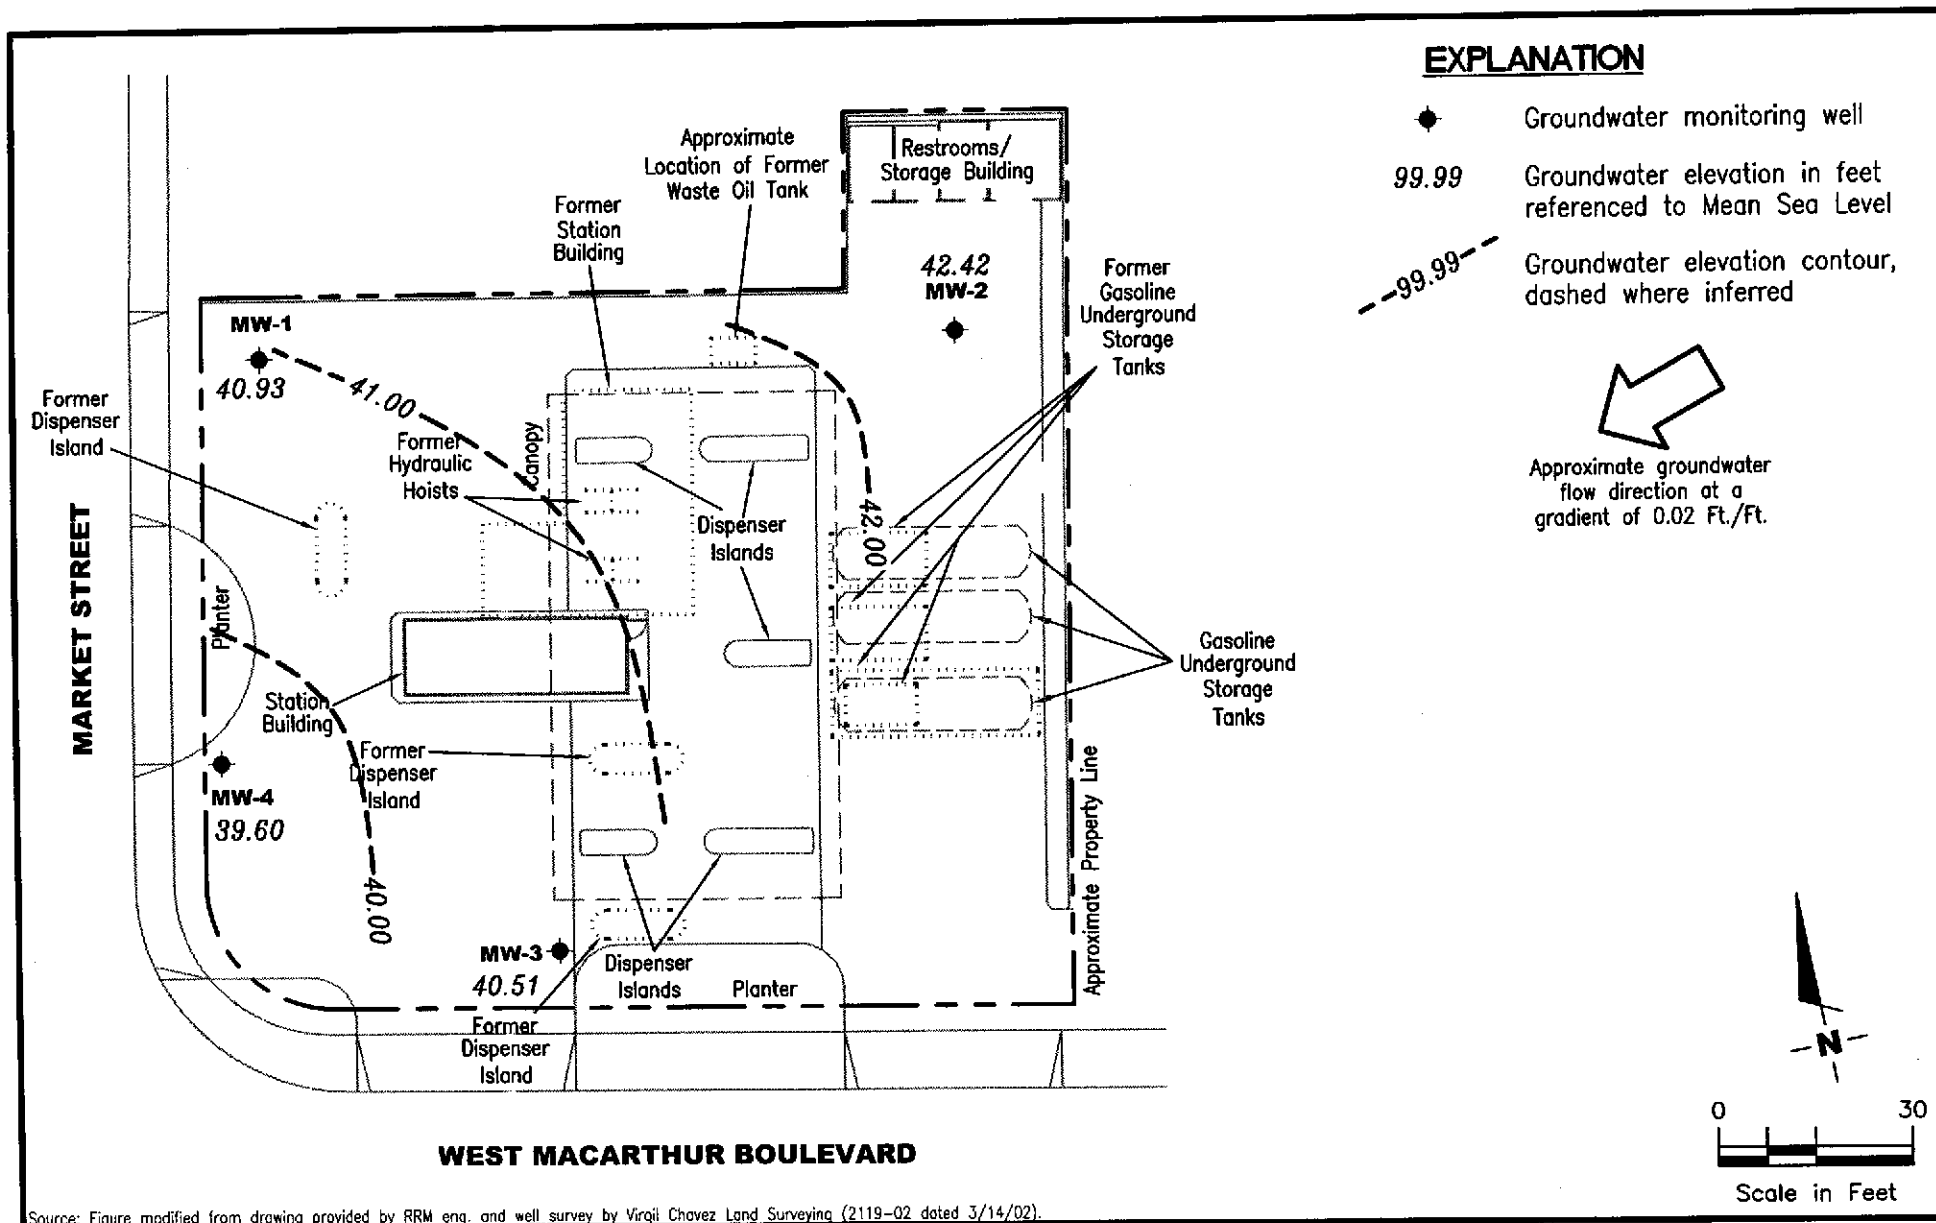 EXPLANATION
Groundwater monitoring well
99.99
Groundwater elevation in feet
referenced to Mean Sea Level
99.99
Groundwater elevation contour,
dashed where inferred
Approximate groundwater
flow direction at a
gradient of 0.02 Ft./Ft.
Approximate
Location of Former
Waste Oil Tank
Restrooms/
Storage Building
Former
Station
Building
42.42
MW-2
Former
Gasoline
Underground
Storage
Tanks
MW-1
40.93
41.00
Former
Dispenser
Island
Former
Hydraulic
Hoists
Canopy
Dispenser
Islands
42.00
MARKET STREET
Planter
Station
Building
Gasoline
Underground
Storage
Tanks
Former
Dispenser
Island
MW-4
39.60
40.00
Approximate Property Line
MW-3
40.51
Dispenser
Islands
Planter
Former
Dispenser
Island
N
WEST MACARTHUR BOULEVARD
0 30
Scale in Feet
Source: Figure modified from drawing provided by RRM eng. and well survey by Virgil Chavez Land Surveying (2119-02 dated 3/14/02).